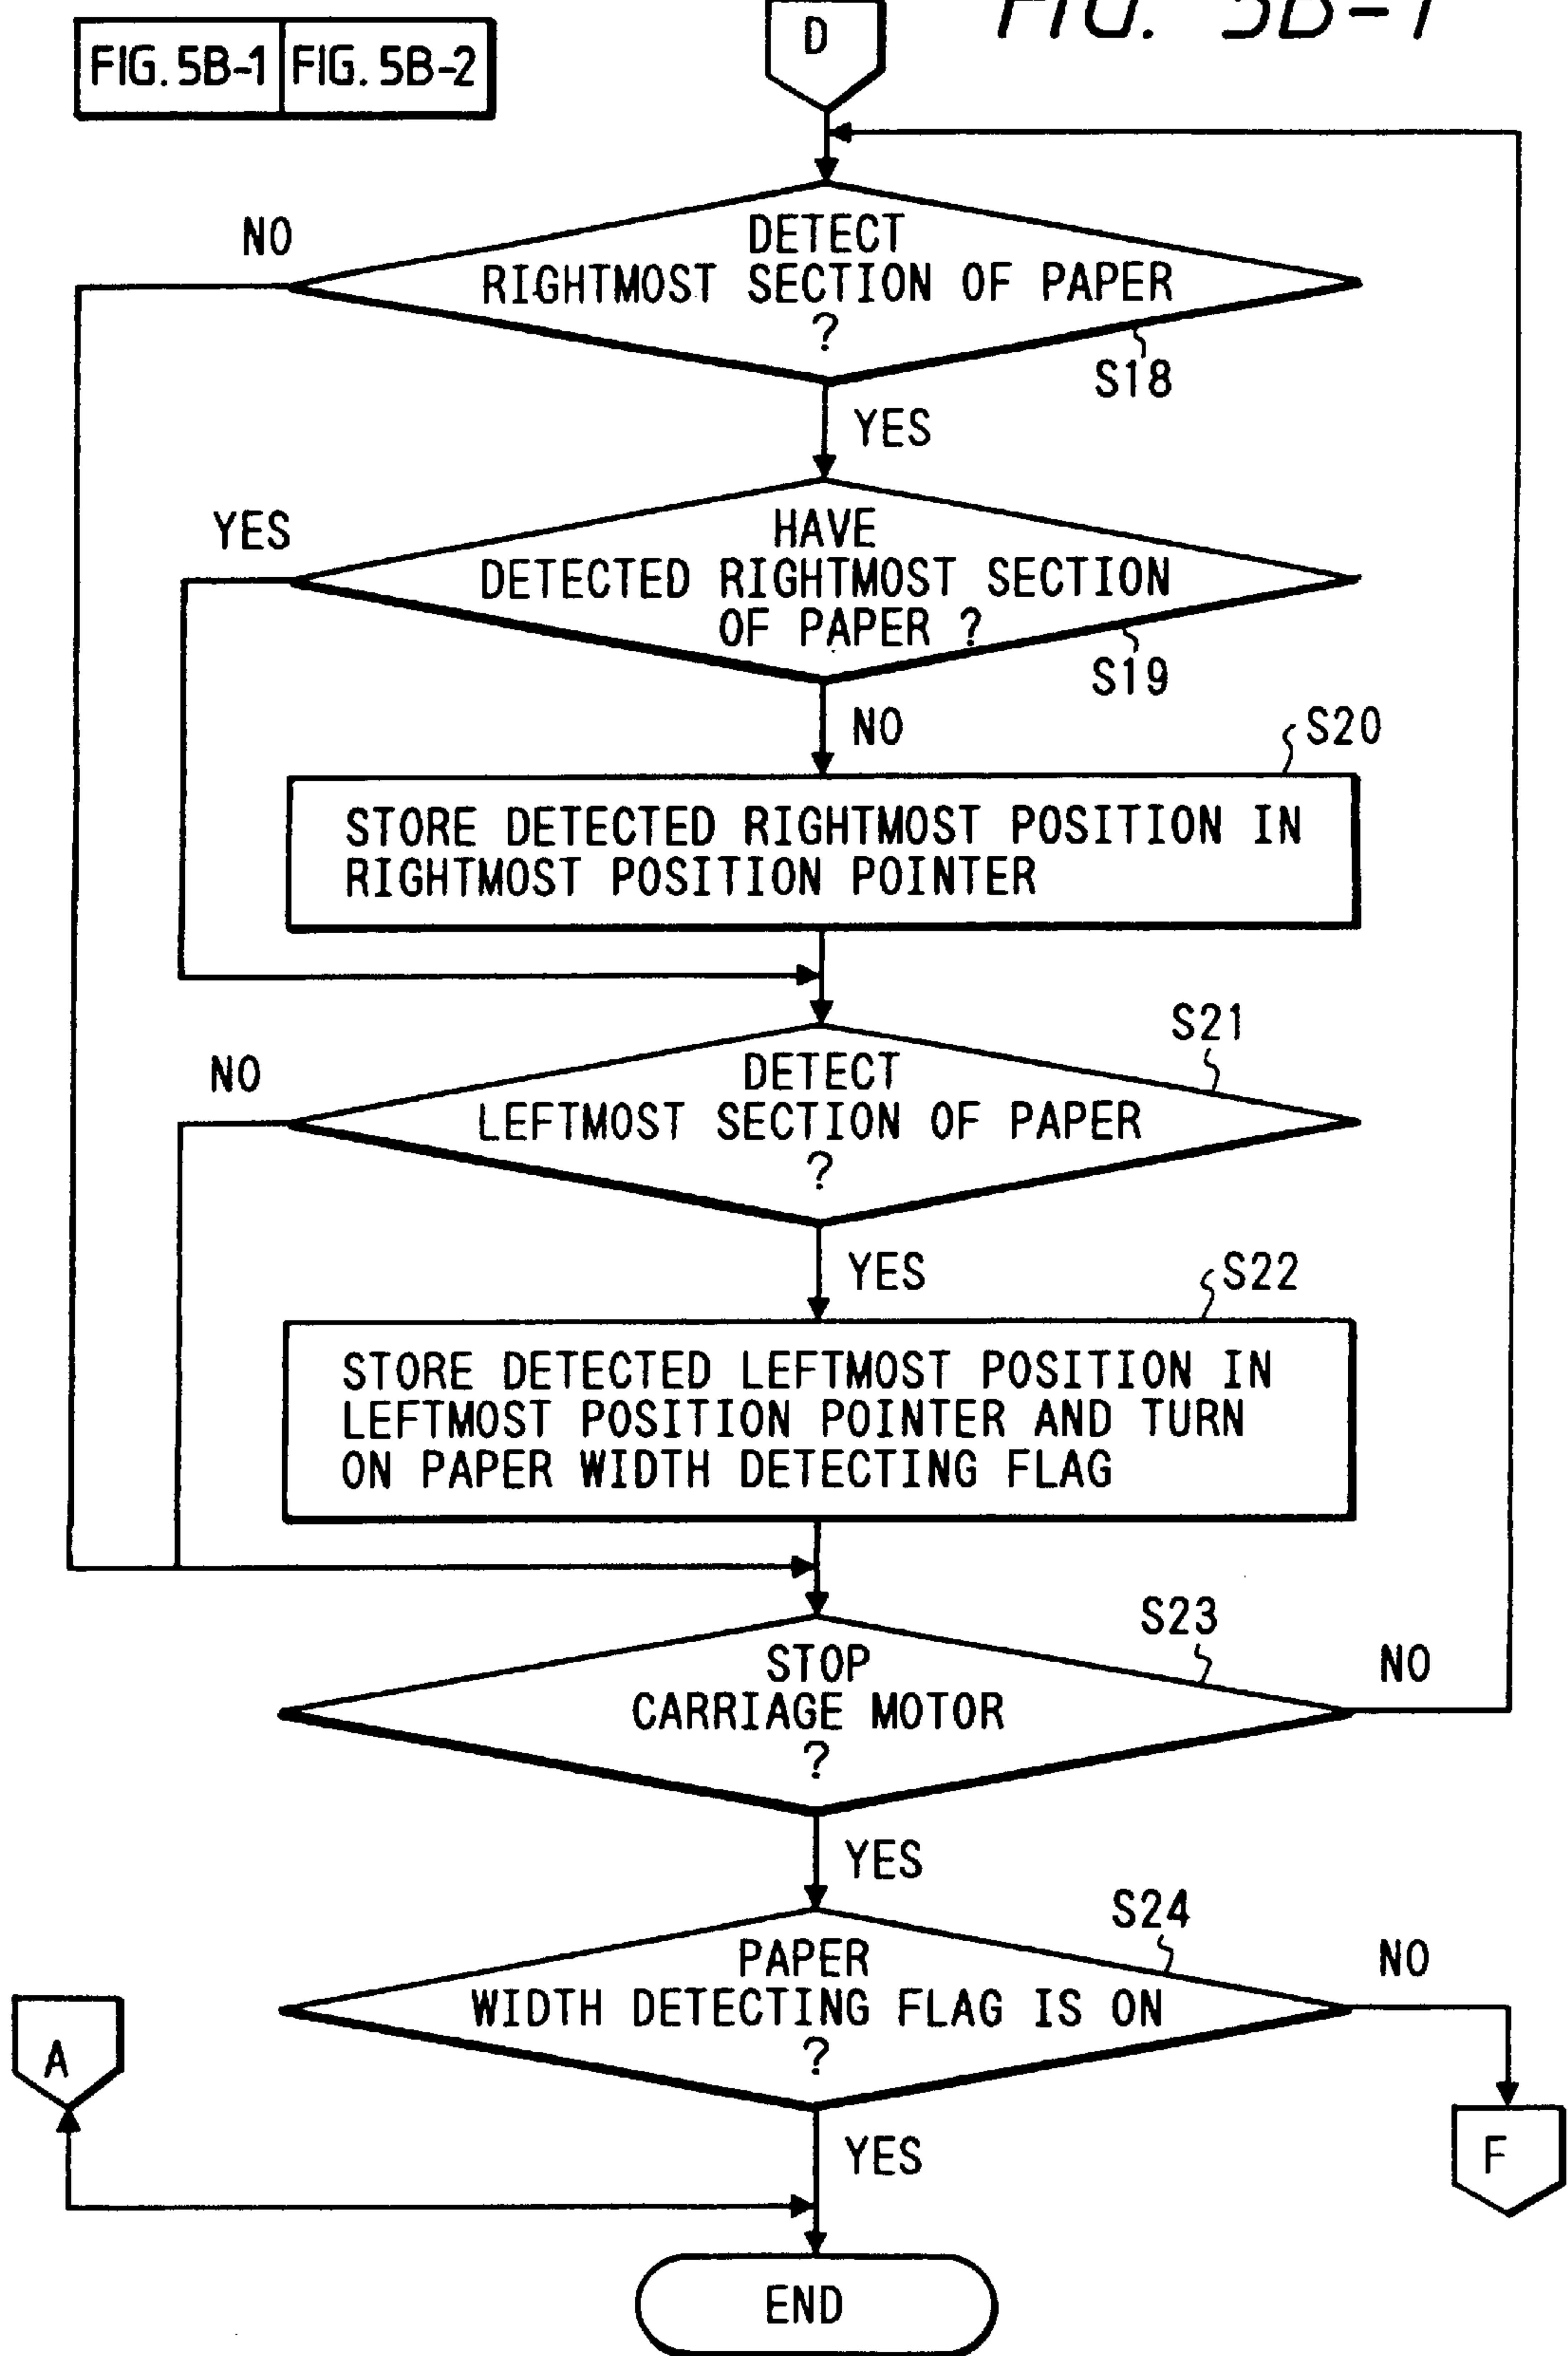 FIG. 5B-1
FIG. 5B-1 FIG. 5B-2
D
NO
DETECT
RIGHTMOST SECTION OF PAPER
?
S18
YES
YES
HAVE
DETECTED RIGHTMOST SECTION
OF PAPER ?
S19
NO
S20
STORE DETECTED RIGHTMOST POSITION IN
RIGHTMOST POSITION POINTER
S21
NO
DETECT
LEFTMOST SECTION OF PAPER
?
YES
S22
STORE DETECTED LEFTMOST POSITION IN
LEFTMOST POSITION POINTER AND TURN
ON PAPER WIDTH DETECTING FLAG
S23
STOP
CARRIAGE MOTOR
?
NO
YES
S24
PAPER
WIDTH DETECTING FLAG IS ON
?
NO
A
YES
F
END